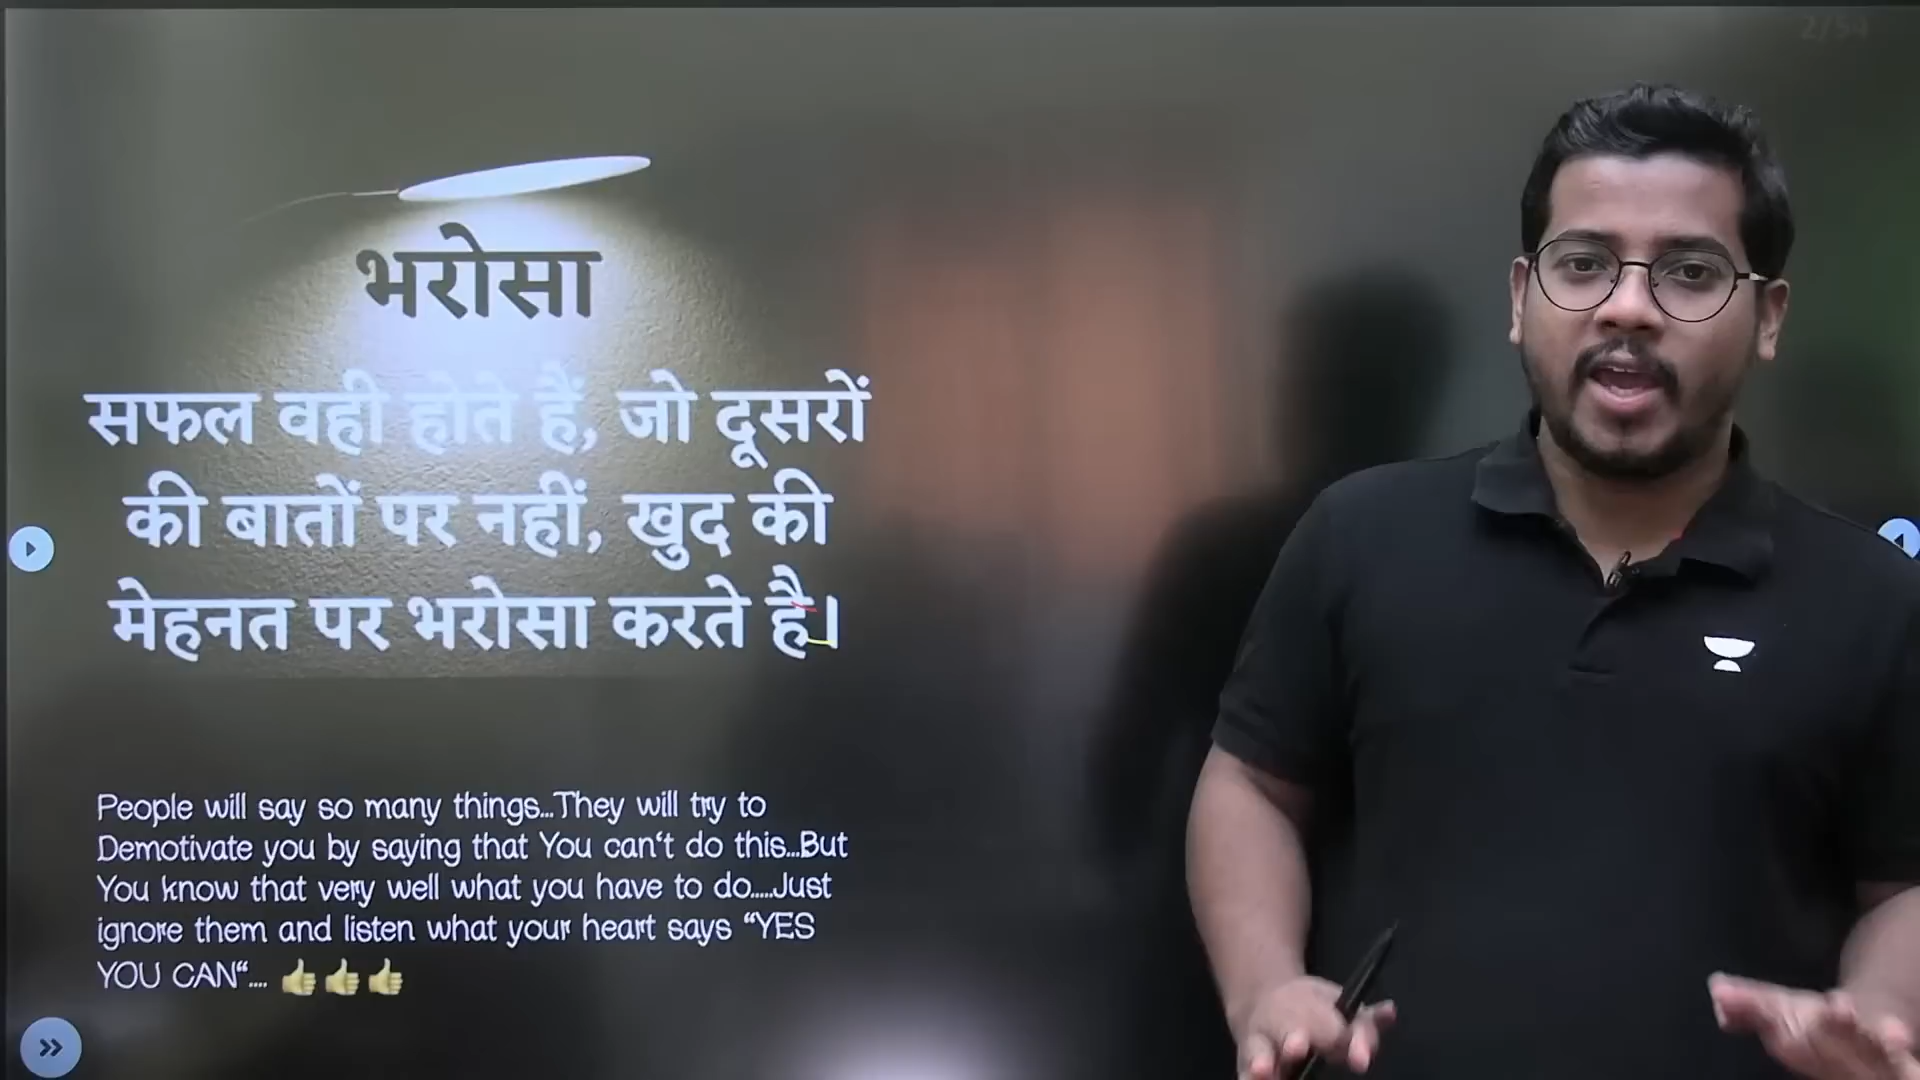 2/54
भरोसा
सफल वही होते हैं, जो दूसरों
की बातों पर नहीं, खुद की
मेहनत पर भरोसा करते है।
People will say so many things...They will try to
Demotivate you by saying that You can't do this...But
You know that very well what you have to do.....Just
ignore them and listen what your heart says “YES
YOU CAN“.... 👍👍👍